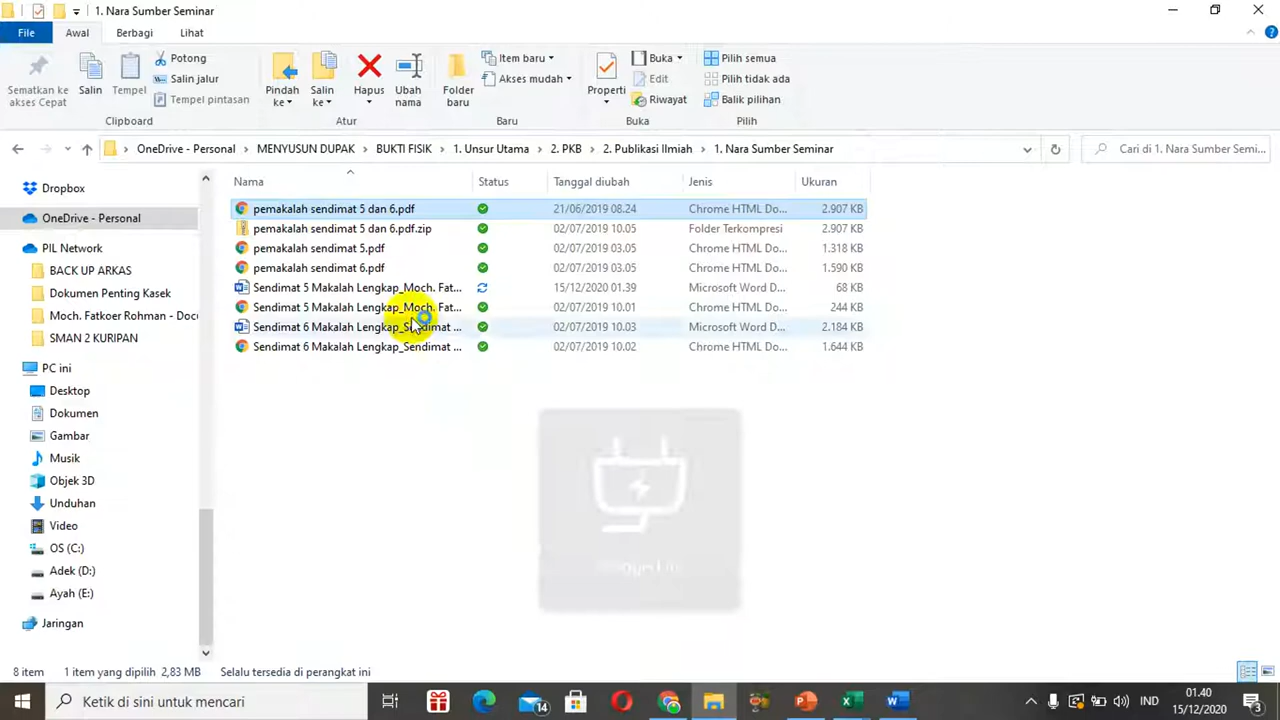 1. Nara Sumber Seminar
File Awal Berbagi Lihat
Sematkan ke akses Cepat
Salin
Tempel
Potong
Salin jalur
Tempel pintasan
Clipboard
Pindah ke
Salin ke
Hapus
Ubah nama
Atur
Folder baru
Item baru
Akses mudah
Baru
Properti
Buka
Edit
Riwayat
Buka
Pilih semua
Pilih tidak ada
Balik pilihan
Pilih
OneDrive - Personal > MENYUSUN DUPAK > BUKTI FISIK > 1. Unsur Utama > 2. PKB > 2. Publikasi Ilmiah > 1. Nara Sumber Seminar
Cari di 1. Nara Sumber Semi...
Nama Status Tanggal diubah Jenis Ukuran
pemakalah sendimat 5 dan 6.pdf 21/06/2019 08.24 Chrome HTML Do... 2.907 KB
pemakalah sendimat 5 dan 6.pdf.zip 02/07/2019 10.05 Folder Terkompresi 2.907 KB
pemakalah sendimat 5.pdf 02/07/2019 03.05 Chrome HTML Do... 1.318 KB
pemakalah sendimat 6.pdf 02/07/2019 03.05 Chrome HTML Do... 1.590 KB
Sendimat 5 Makalah Lengkap_Moch. Fat... 15/12/2020 01.39 Microsoft Word D... 68 KB
Sendimat 5 Makalah Lengkap_Moch. Fat... 02/07/2019 10.01 Chrome HTML Do... 244 KB
Sendimat 6 Makalah Lengkap_Sendimat ... 02/07/2019 10.03 Microsoft Word D... 2.184 KB
Sendimat 6 Makalah Lengkap_Sendimat ... 02/07/2019 10.02 Chrome HTML Do... 1.644 KB
Dropbox
OneDrive - Personal
PIL Network
BACK UP ARKAS
Dokumen Penting Kasek
Moch. Fatkoer Rohman - Docu
SMAN 2 KURIPAN
PC ini
Desktop
Dokumen
Gambar
Musik
Objek 3D
Unduhan
Video
OS (C:)
Adek (D:)
Ayah (E:)
Jaringan
8 item 1 item yang dipilih 2,83 MB Selalu tersedia di perangkat ini
Ketik di sini untuk mencari
14
IND
01.40
15/12/2020
3